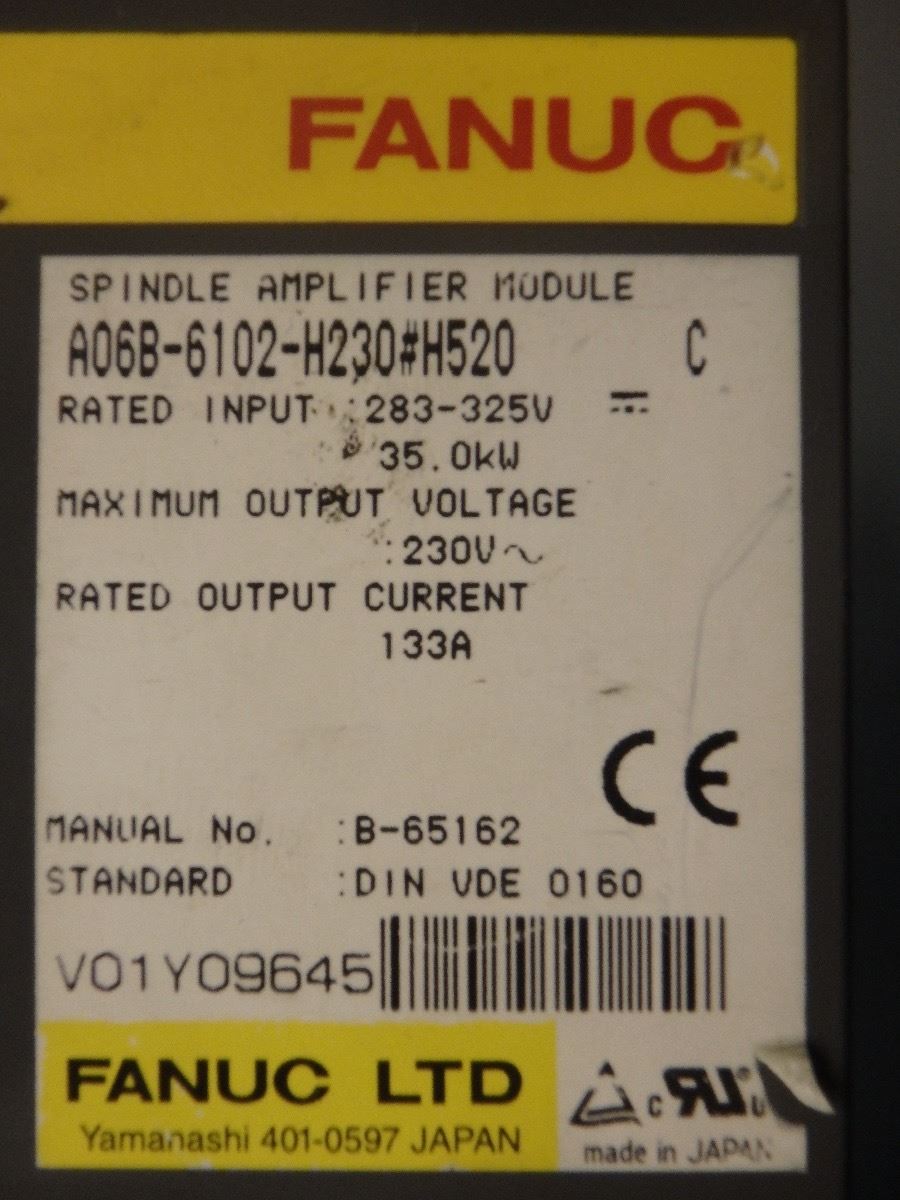 FANUC
SPINDLE AMPLIFIER MODULE
A06B-6102-H230#H520 C
RATED INPUT :283-325V ⎓
35.0kW
MAXIMUM OUTPUT VOLTAGE
:230V~
RATED OUTPUT CURRENT
133A
CE
MANUAL No. :B-65162
STANDARD :DIN VDE 0160
V01Y09645
FANUC LTD
Yamanashi 401-0597 JAPAN
c RU
made in JAPAN